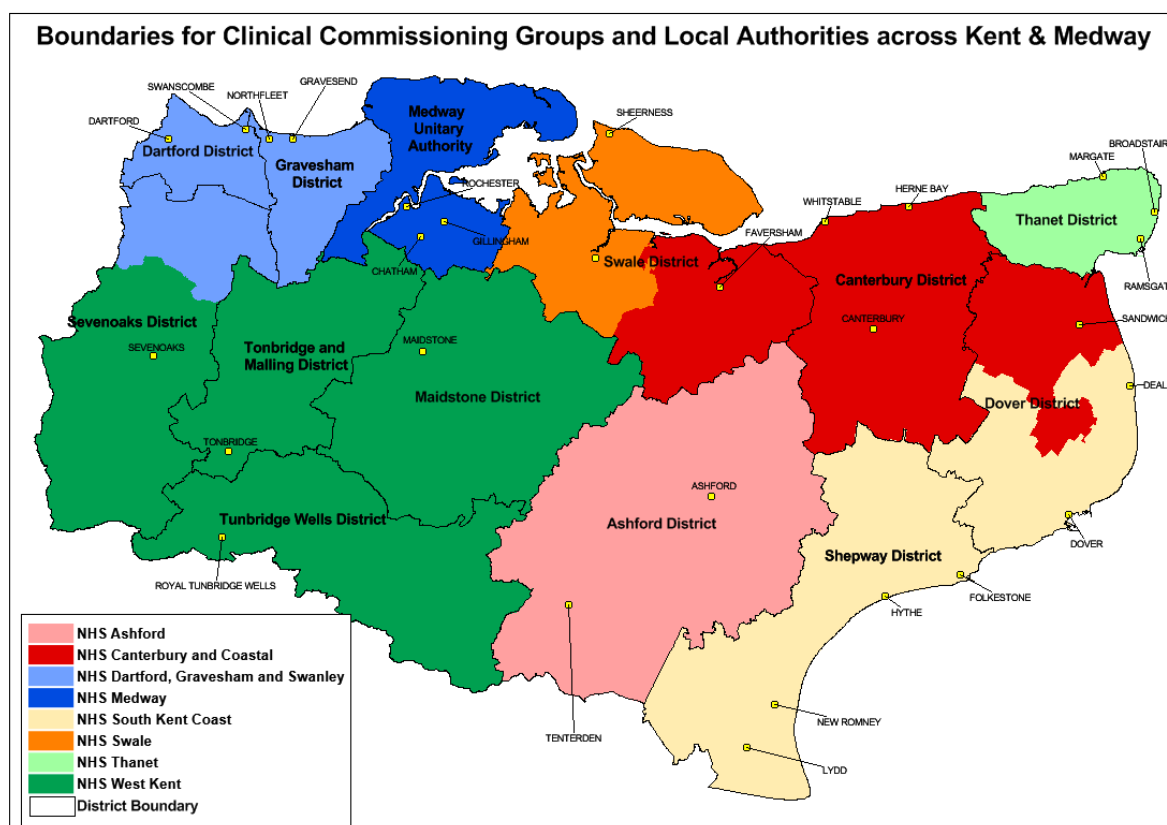 Boundaries for Clinical Commissioning Groups and Local Authorities across Kent & Medway
SWANSCOMBE
NORTHFLEET
GRAVESEND
DARTFORD
Medway
Unitary
Authority
SHEERNESS
BROADSTAIR
MARGATE
Dartford District
Gravesham
District
ROCHESTER
HERNE BAY
WHITSTABLE
Thanet District
FAVERSHAM
GILLINGHAM
CHATHAM
Swale District
Canterbury District
RAMSGAT
Sevenoaks District
SEVENOAKS
Tonbridge and
Malling District
MAIDSTONE
CANTERBURY
SANDWICH
Maidstone District
DEAL
Dover District
TONBRIDGE
ASHFORD
Tunbridge Wells District
Ashford District
DOVER
Shepway District
ROYAL TUNBRIDGE WELLS
FOLKESTONE
HYTHE
NEW ROMNEY
TENTERDEN
LYDD
NHS Ashford
NHS Canterbury and Coastal
NHS Dartford, Gravesham and Swanley
NHS Medway
NHS South Kent Coast
NHS Swale
NHS Thanet
NHS West Kent
District Boundary